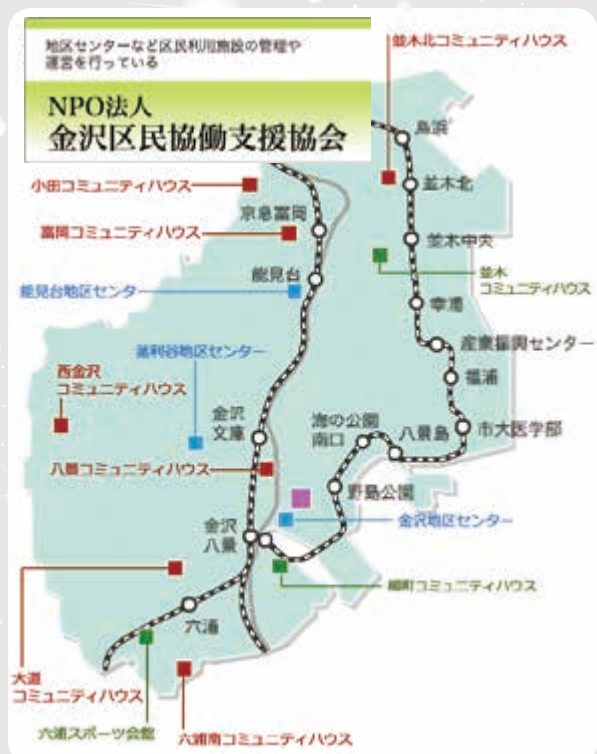 地区センターなど区民利用施設の管理や
運営を行っている
NPO法人
金沢区民協働支援協会
並木北コミュニティハウス
鳥浜
小田コミュニティハウス
並木北
京急富岡
富岡コミュニティハウス
並木中央
能見台
並木
コミュニティハウス
能見台地区センタ
幸浦
産業振興センター
釜利谷地区センター
福浦
西金沢
コミュニティハウス
金沢
文庫
海の公園
南口
八景島
市大医学部
八景コミュニティハウス
野島公園
金沢地区センター
金沢
八景
柳町コミュニティハウス
六浦
大道
コミュニティハウス
六浦スポーツ会館
六浦南コミュニティハウス